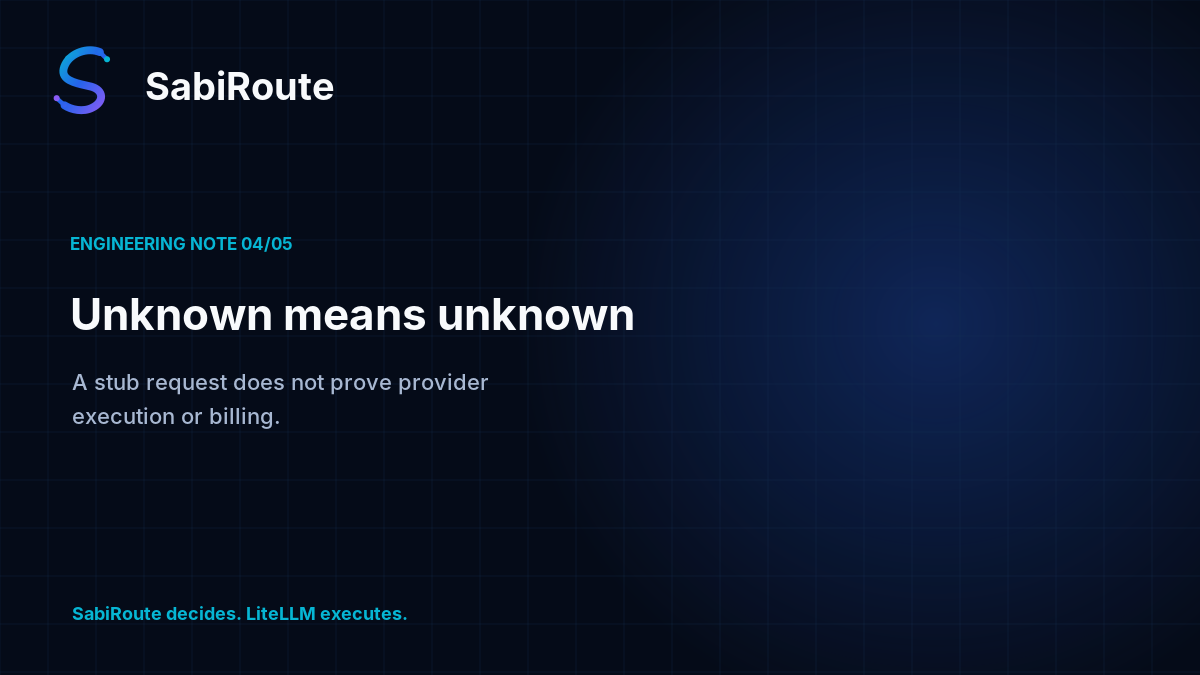 SabiRoute
ENGINEERING NOTE 04/05
Unknown means unknown
A stub request does not prove provider
execution or billing.
SabiRoute decides. LiteLLM executes.